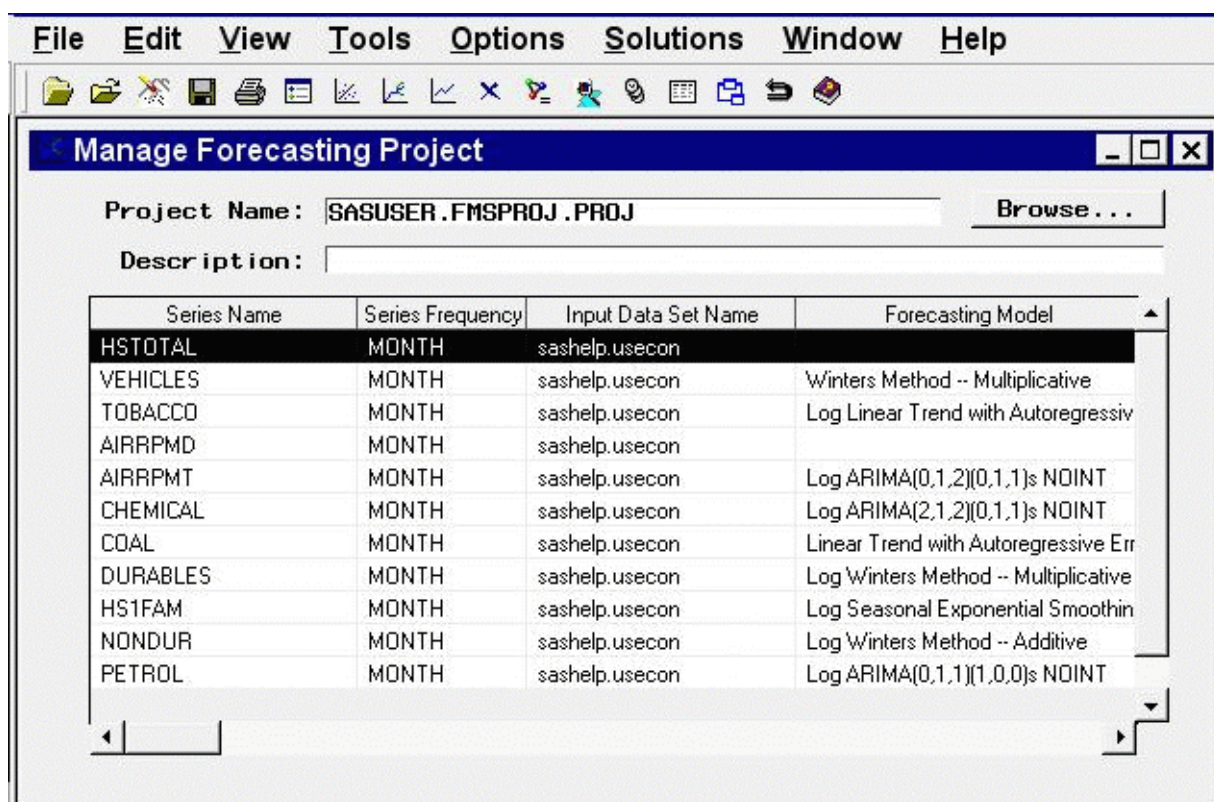 File Edit View Tools Options Solutions Window Help
Manage Forecasting Project
Project Name: SASUSER.FMSPROJ.PROJ Browse...
Description:
Series Name Series Frequency Input Data Set Name Forecasting Model
HSTOTAL MONTH sashelp.usecon
VEHICLES MONTH sashelp.usecon Winters Method -- Multiplicative
TOBACCO MONTH sashelp.usecon Log Linear Trend with Autoregressiv
AIRRPMD MONTH sashelp.usecon
AIRRPMT MONTH sashelp.usecon Log ARIMA(0,1,2)(0,1,1)s NOINT
CHEMICAL MONTH sashelp.usecon Log ARIMA(2,1,2)(0,1,1)s NOINT
COAL MONTH sashelp.usecon Linear Trend with Autoregressive Err
DURABLES MONTH sashelp.usecon Log Winters Method -- Multiplicative
HS1FAM MONTH sashelp.usecon Log Seasonal Exponential Smoothin
NONDUR MONTH sashelp.usecon Log Winters Method -- Additive
PETROL MONTH sashelp.usecon Log ARIMA(0,1,1)(1,0,0)s NOINT